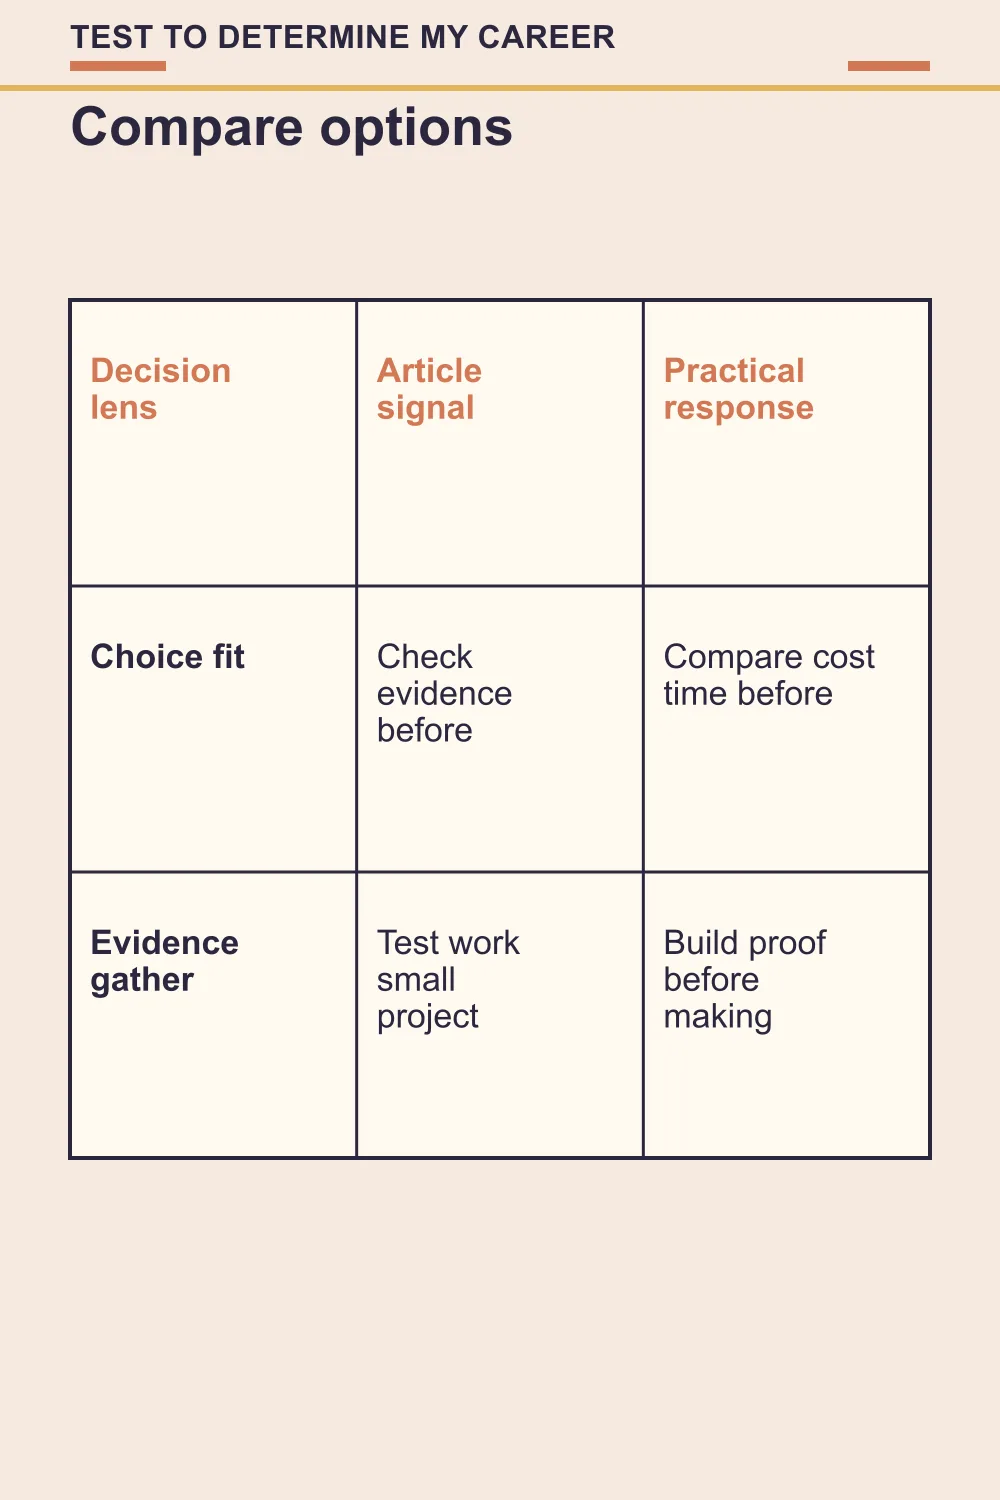 TEST TO DETERMINE MY CAREER
Compare options
Decision
lens
Article
signal
Practical
response
Choice fit
Check
evidence
before
Compare cost
time before
Evidence
gather
Test work
small
project
Build proof
before
making